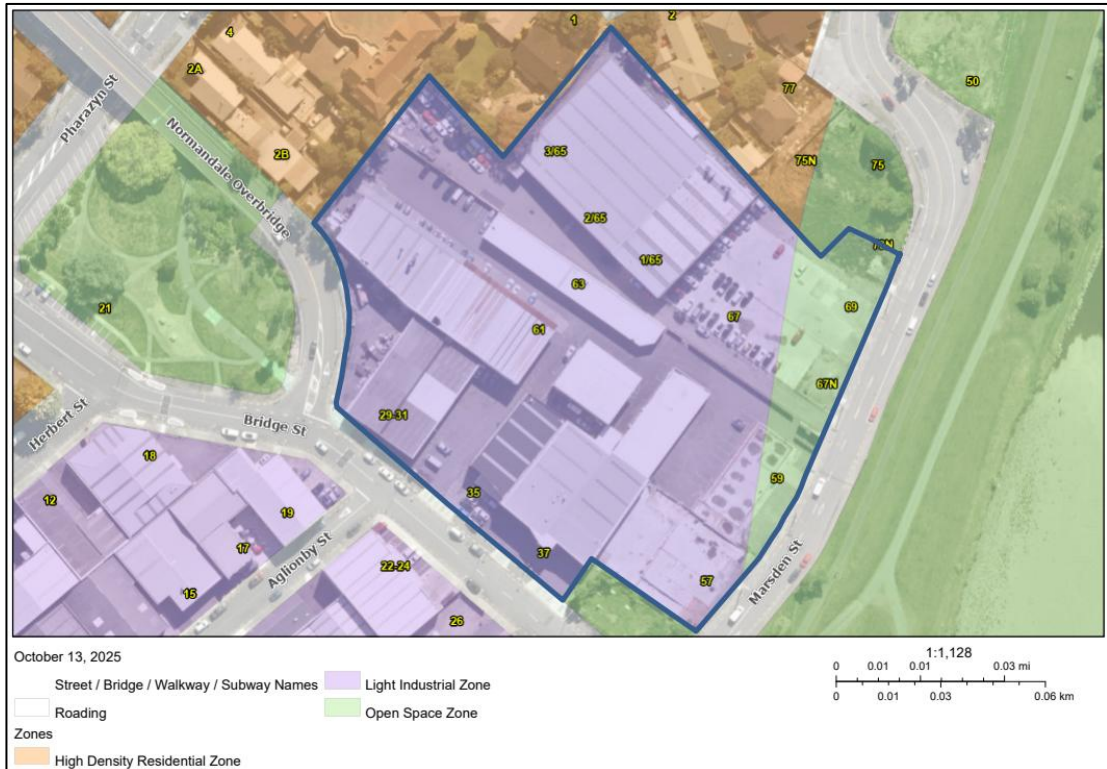 1
2
4
2A
77
50
Pharazyn St
Normandale Overbridge
2B
3/65
75N
75
2/65
1/65
63
67
69
21
61
67N
29-31
Herbert St
Bridge St
18
59
12
35
19
17
Aglionby St
37
22-24
57
Marsden St
15
26
October 13, 2025
1:1,128
0 0.01 0.01 0.03 mi
0 0.01 0.03 0.06 km
Street / Bridge / Walkway / Subway Names
Roading
Zones
High Density Residential Zone
Light Industrial Zone
Open Space Zone